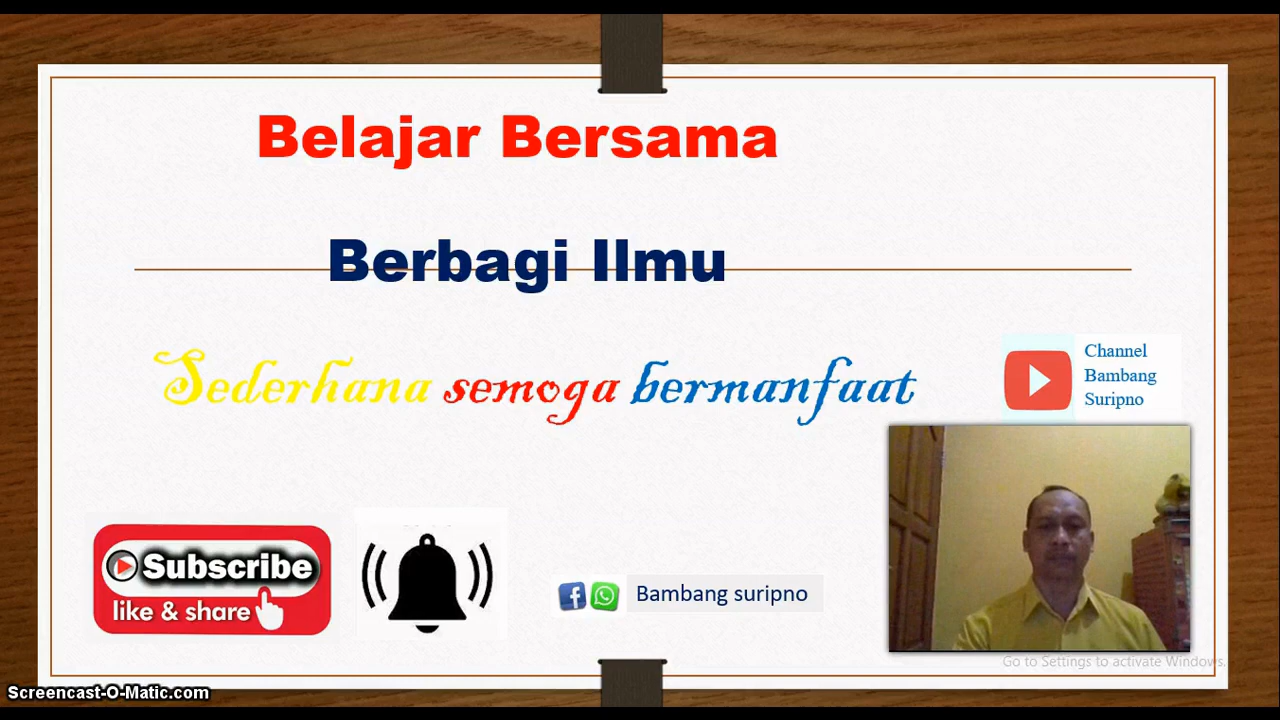 Belajar Bersama
Berbagi Ilmu
Sederhana semoga bermanfaat
Channel
Bambang
Suripno
Subscribe
like & share
Bambang suripno
Go to Settings to activate Windows.
Screencast-O-Matic.com